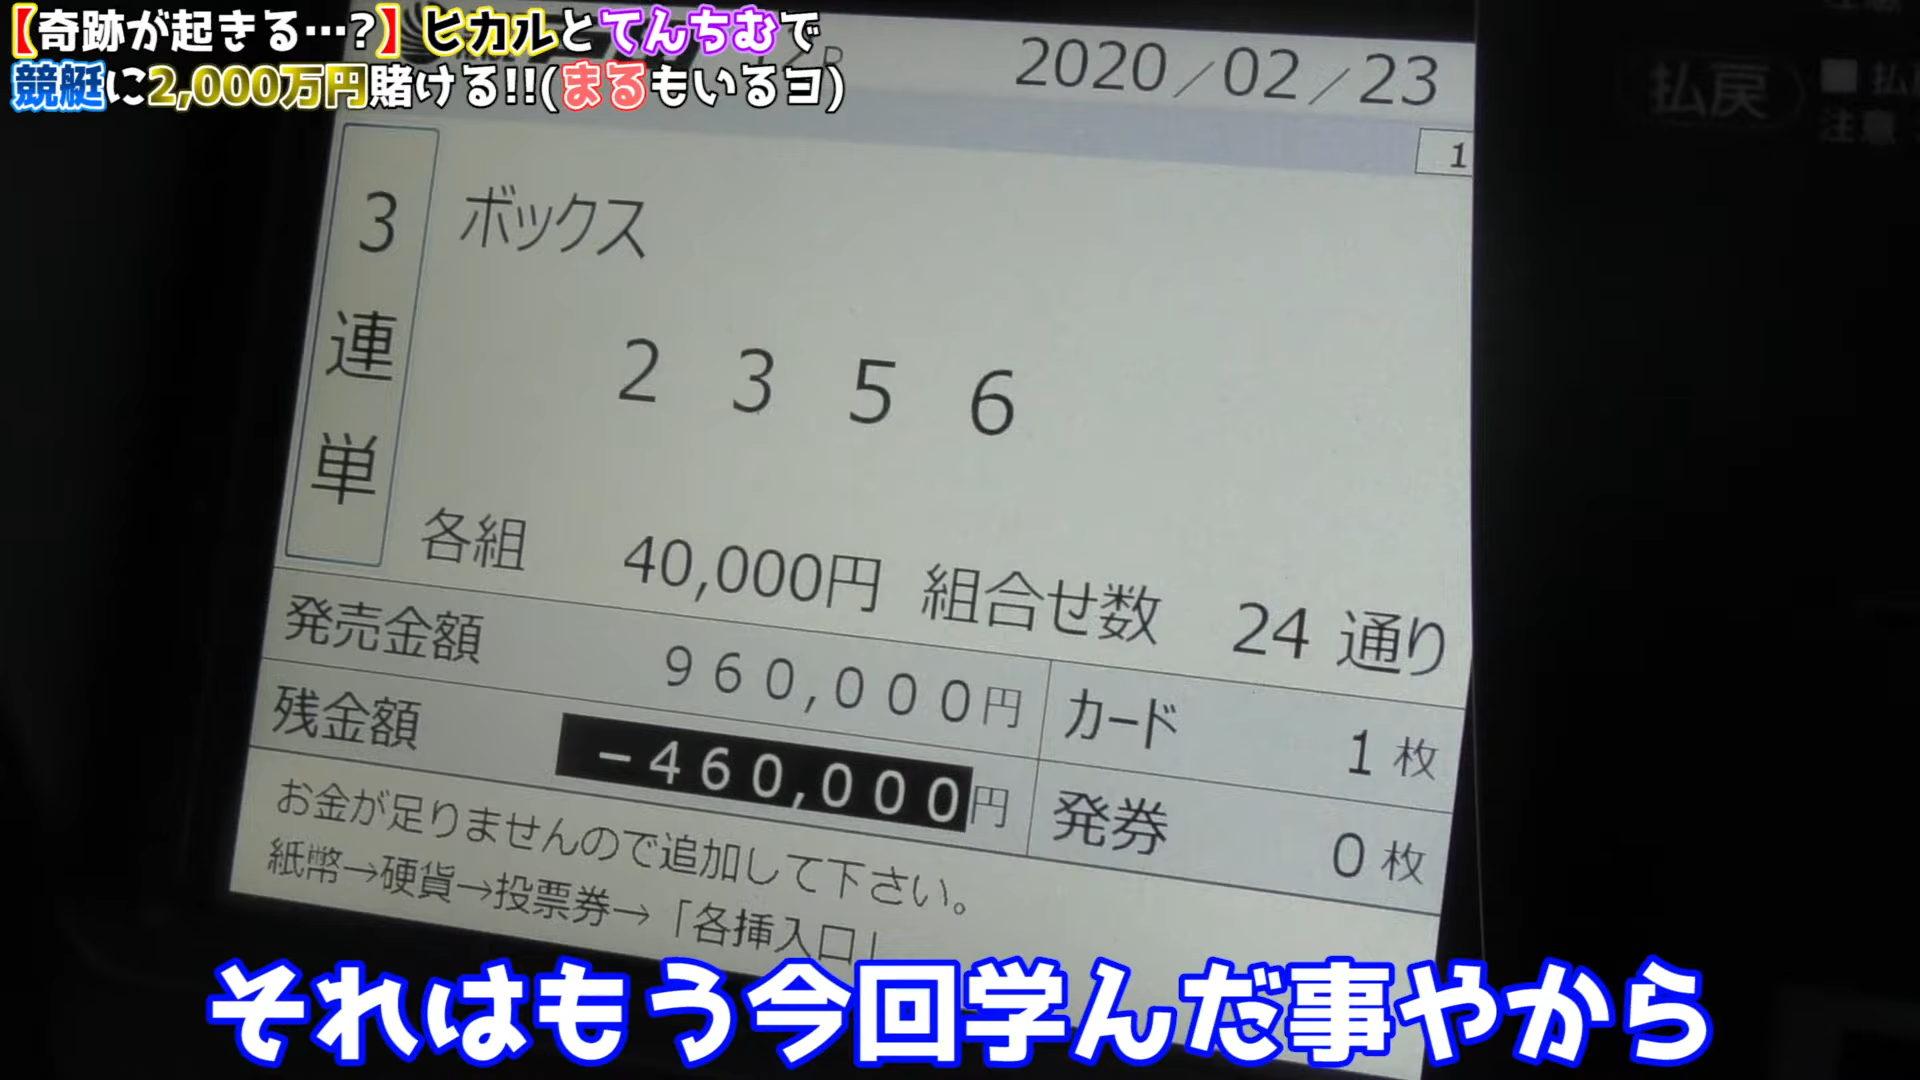 【奇跡が起きる…?】ヒカルとてんちむで
競艇に2,000万円賭ける!!(まるもいるヨ)
12R
2020/02/23
1
3連単
ボックス
2 3 5 6
各組 40,000円 組合せ数 24 通り
発売金額 960,000円
カード 1 枚
残金額 -460,000円
発券 0 枚
お金が足りませんので追加して下さい。
紙幣→硬貨→投票券→「各挿入口」
払戻
注意
それはもう今回学んだ事やから